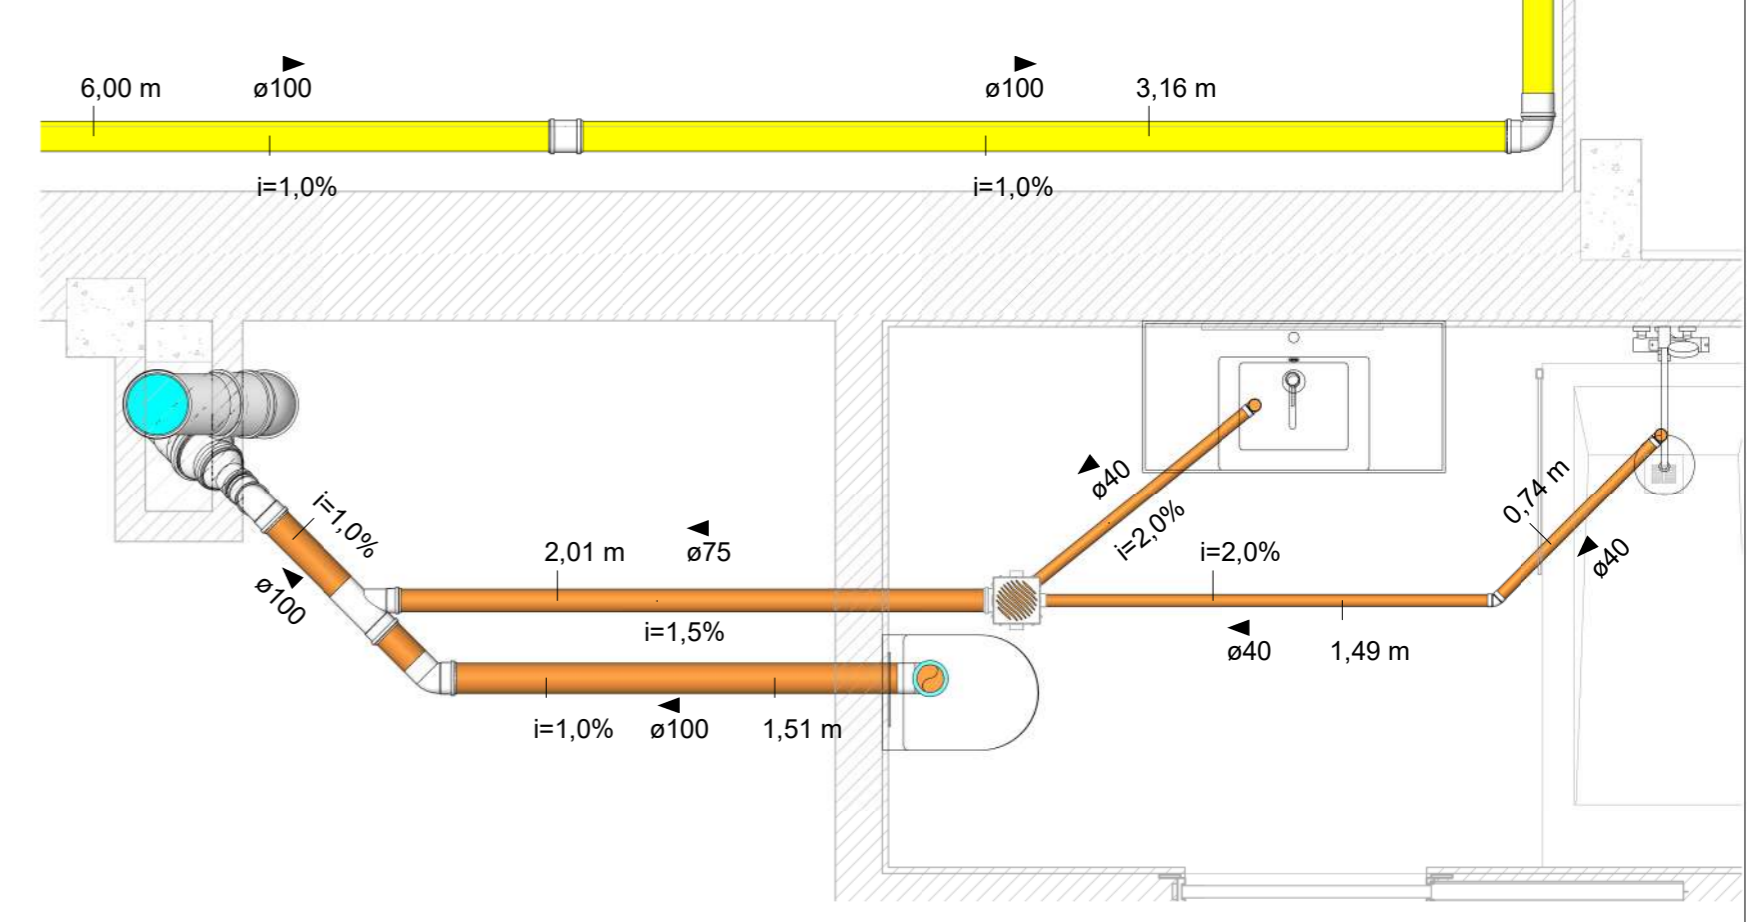 6,00 m
ø100
ø100
3,16 m
i=1,0%
i=1,0%
ø40
i=2,0%
0,74 m
ø40
i=1,0%
ø100
2,01 m
ø75
i=2,0%
i=1,5%
ø40
1,49 m
i=1,0%
ø100
1,51 m